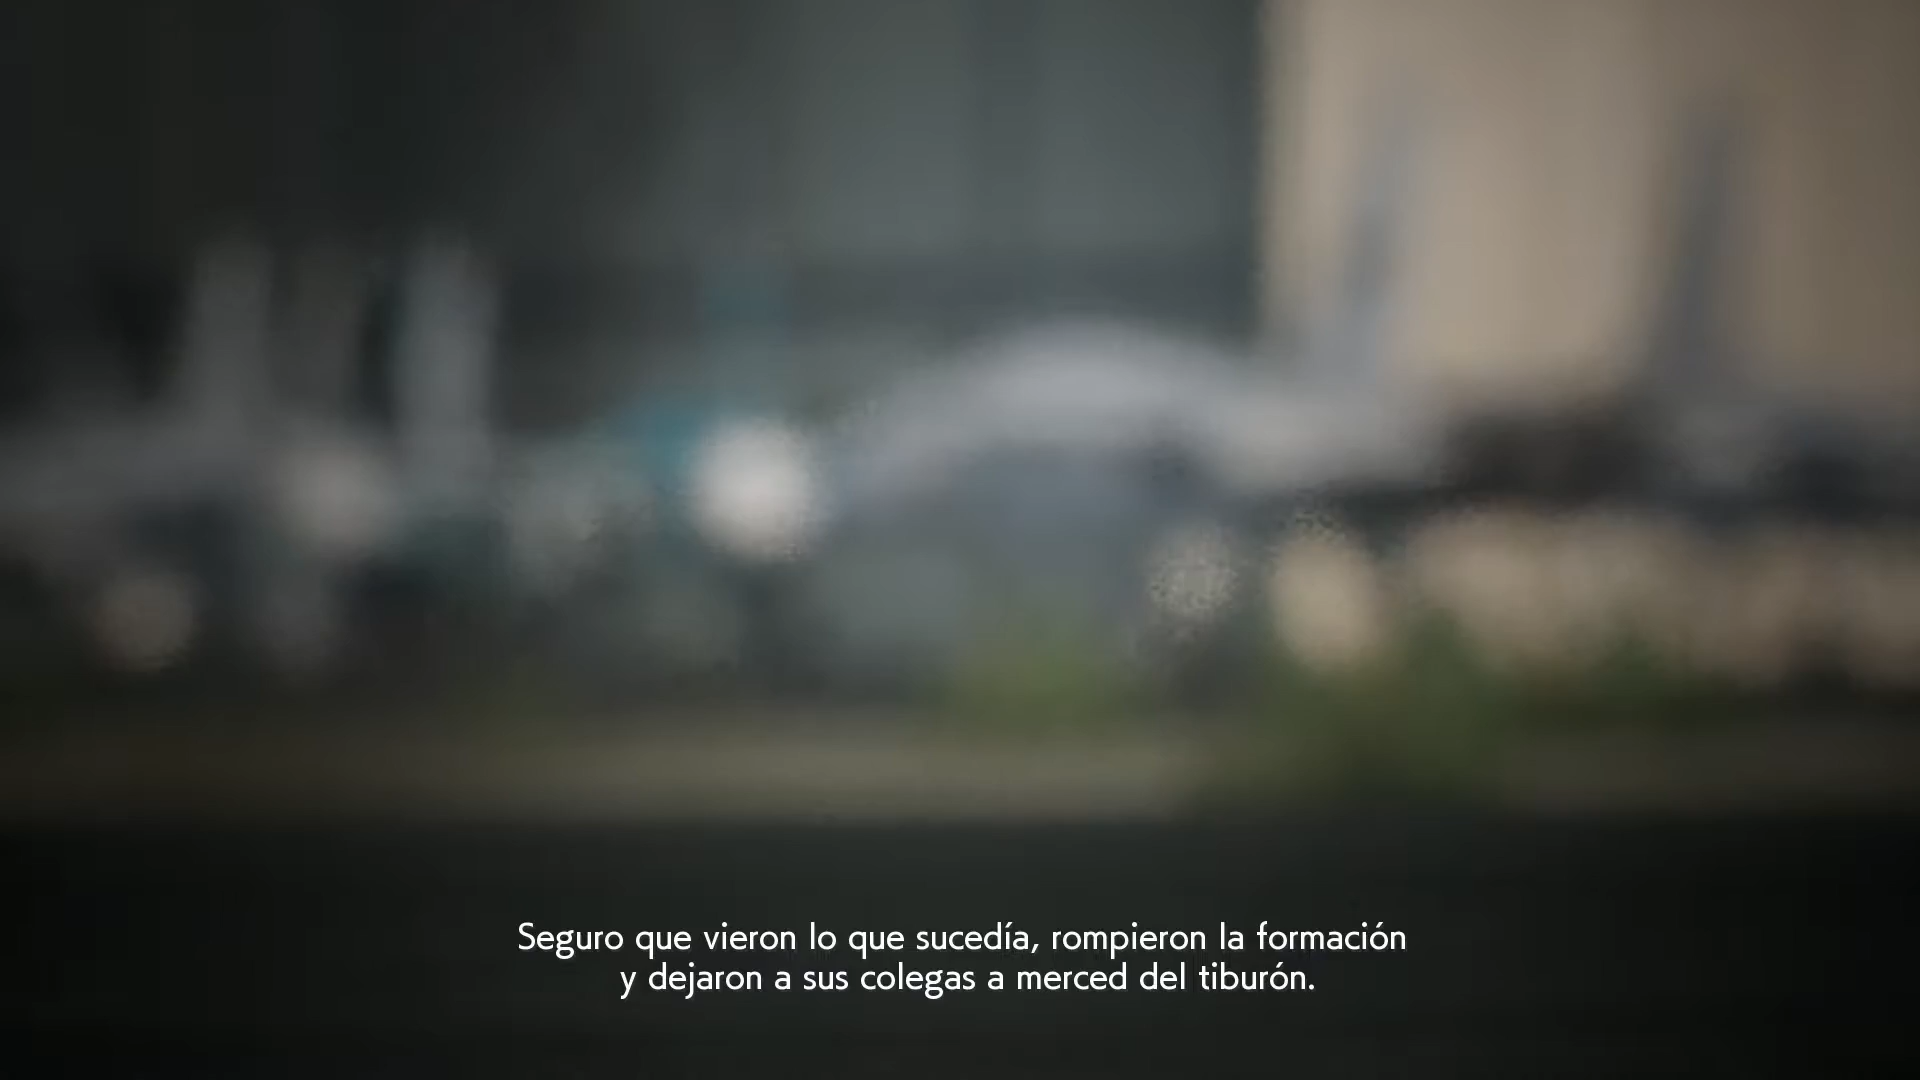 Seguro que vieron lo que sucedía, rompieron la formación
y dejaron a sus colegas a merced del tiburón.